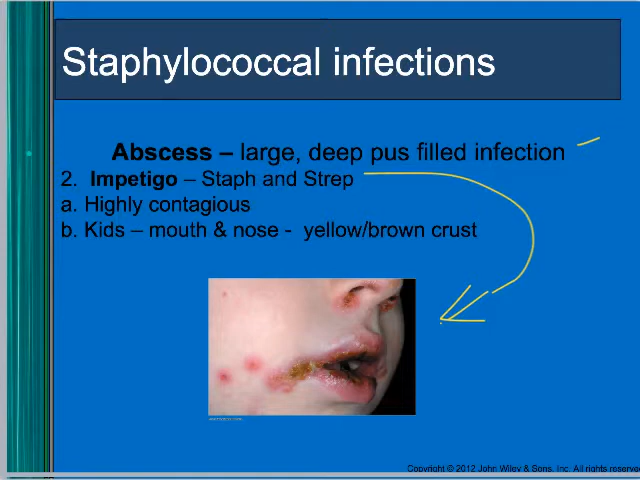 Staphylococcal infections
Abscess – large, deep pus filled infection
2. Impetigo – Staph and Strep
a. Highly contagious
b. Kids – mouth & nose - yellow/brown crust
Copyright © 2012 John Wiley & Sons, Inc. All rights reserve